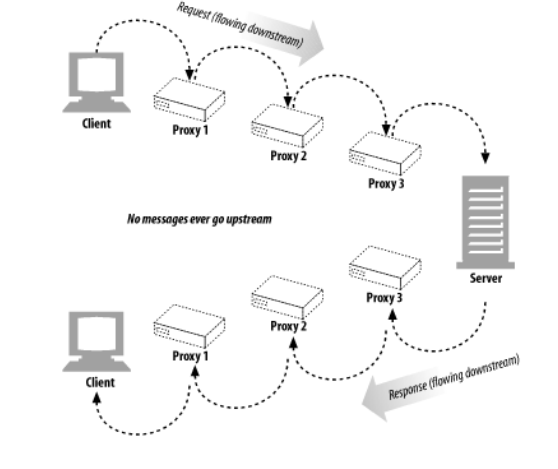 Request (flowing downstream)
Client
Proxy 1
Proxy 2
Proxy 3
No messages ever go upstream
Server
Proxy 3
Proxy 2
Proxy 1
Client
Response (flowing downstream)